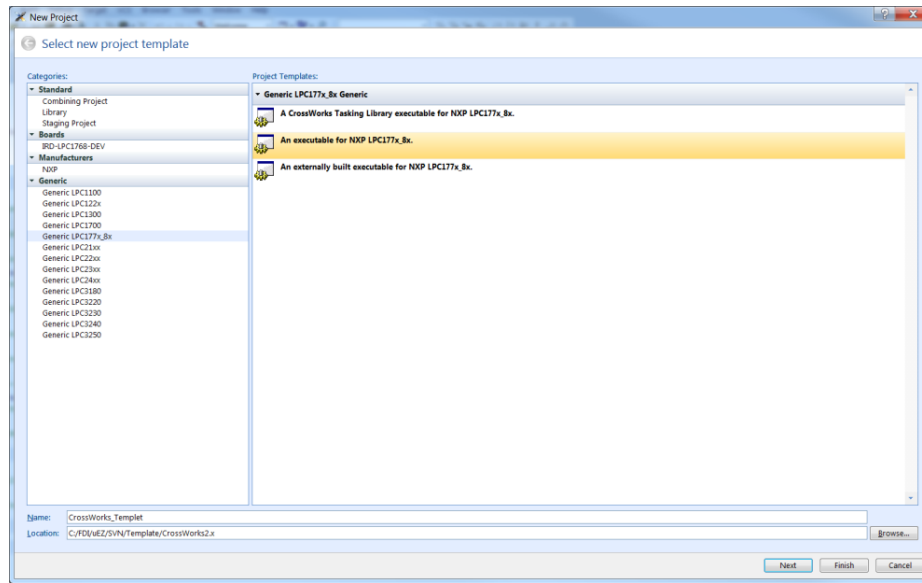 New Project
Select new project template
Categories:
Standard
Combining Project
Library
Staging Project
Boards
IRD-LPC1768-DEV
Manufacturers
NXP
Generic
Generic LPC1100
Generic LPC122x
Generic LPC1300
Generic LPC1700
Generic LPC177x_8x
Generic LPC21xx
Generic LPC22xx
Generic LPC23xx
Generic LPC24xx
Generic LPC3180
Generic LPC3220
Generic LPC3230
Generic LPC3240
Generic LPC3250
Project Templates:
Generic LPC177x_8x Generic
A CrossWorks Tasking Library executable for NXP LPC177x_8x.
An executable for NXP LPC177x_8x.
An externally built executable for NXP LPC177x_8x.
Name: CrossWorks_Templet
Location: C:/FDI/uEZ/SVN/Template/CrossWorks2.x
Browse...
Next Finish Cancel